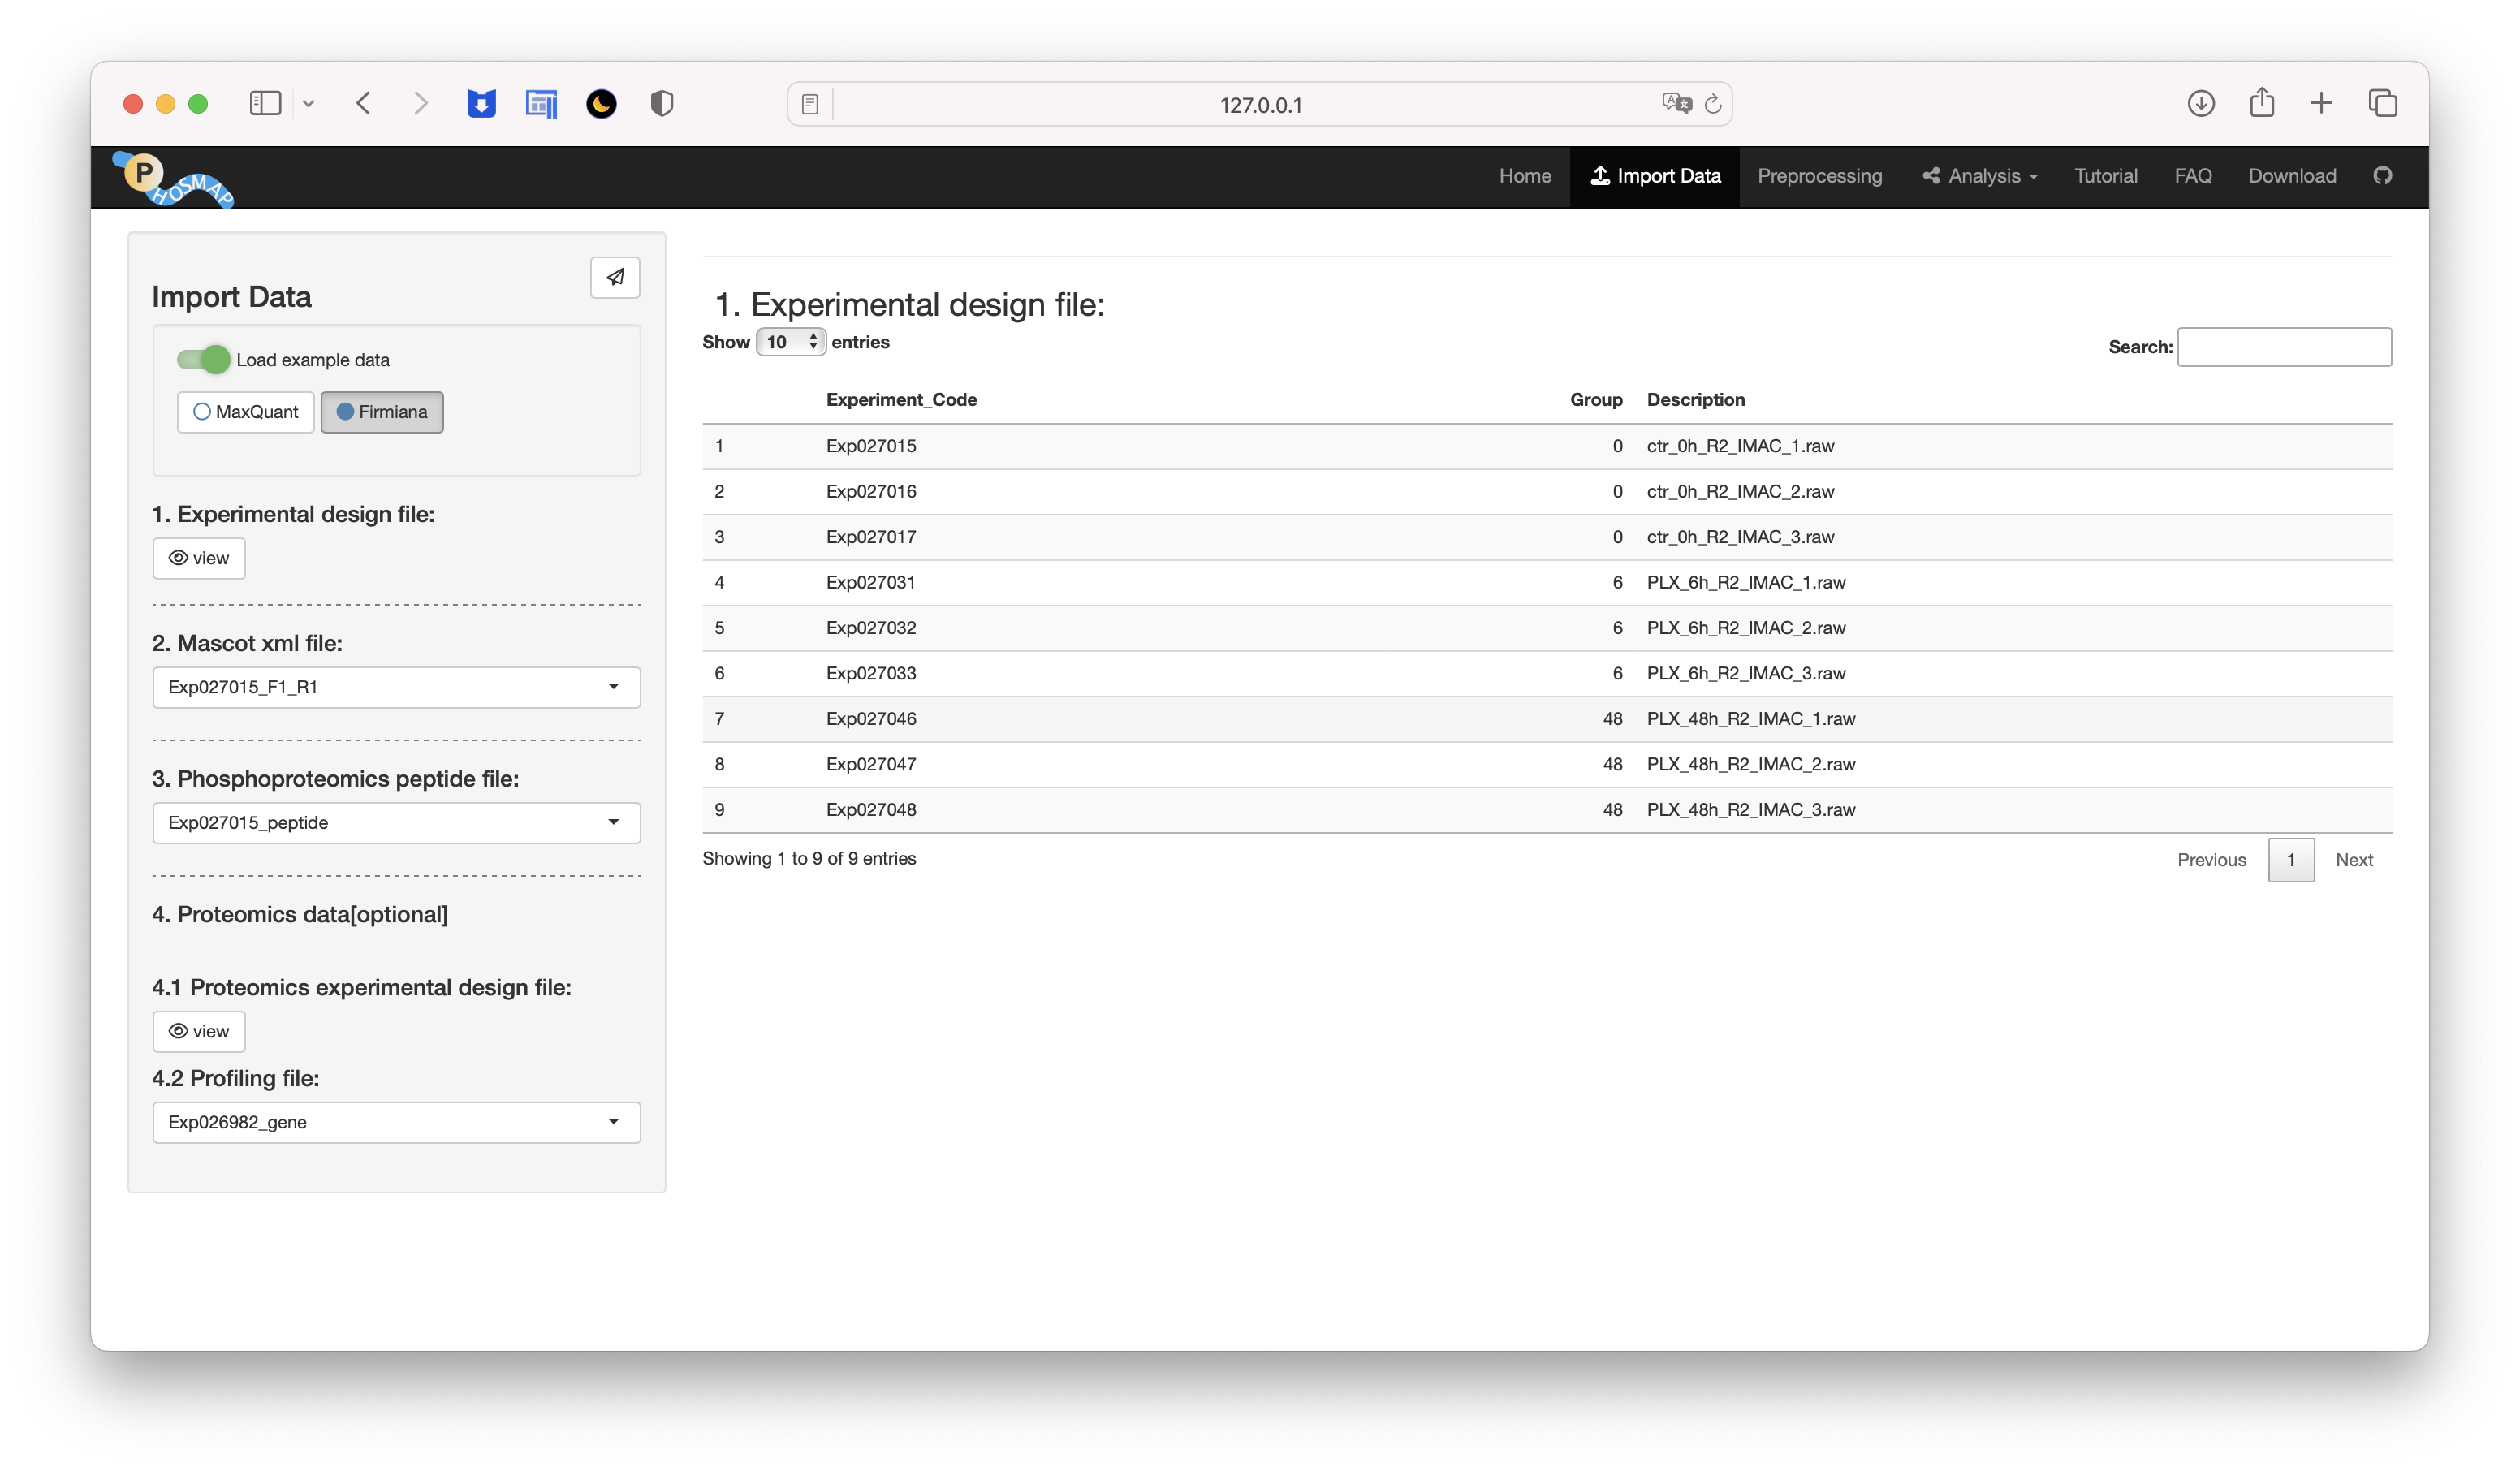 127.0.0.1
PHOSMAP
Home Import Data Preprocessing Analysis Tutorial FAQ Download
Import Data
Load example data
MaxQuant Firmiana
1. Experimental design file:
view
2. Mascot xml file:
Exp027015_F1_R1
3. Phosphoproteomics peptide file:
Exp027015_peptide
4. Proteomics data[optional]
4.1 Proteomics experimental design file:
view
4.2 Profiling file:
Exp026982_gene
1. Experimental design file:
Show 10 entries
Search:
Experiment_Code Group Description
1 Exp027015 0 ctr_0h_R2_IMAC_1.raw
2 Exp027016 0 ctr_0h_R2_IMAC_2.raw
3 Exp027017 0 ctr_0h_R2_IMAC_3.raw
4 Exp027031 6 PLX_6h_R2_IMAC_1.raw
5 Exp027032 6 PLX_6h_R2_IMAC_2.raw
6 Exp027033 6 PLX_6h_R2_IMAC_3.raw
7 Exp027046 48 PLX_48h_R2_IMAC_1.raw
8 Exp027047 48 PLX_48h_R2_IMAC_2.raw
9 Exp027048 48 PLX_48h_R2_IMAC_3.raw
Showing 1 to 9 of 9 entries
Previous 1 Next